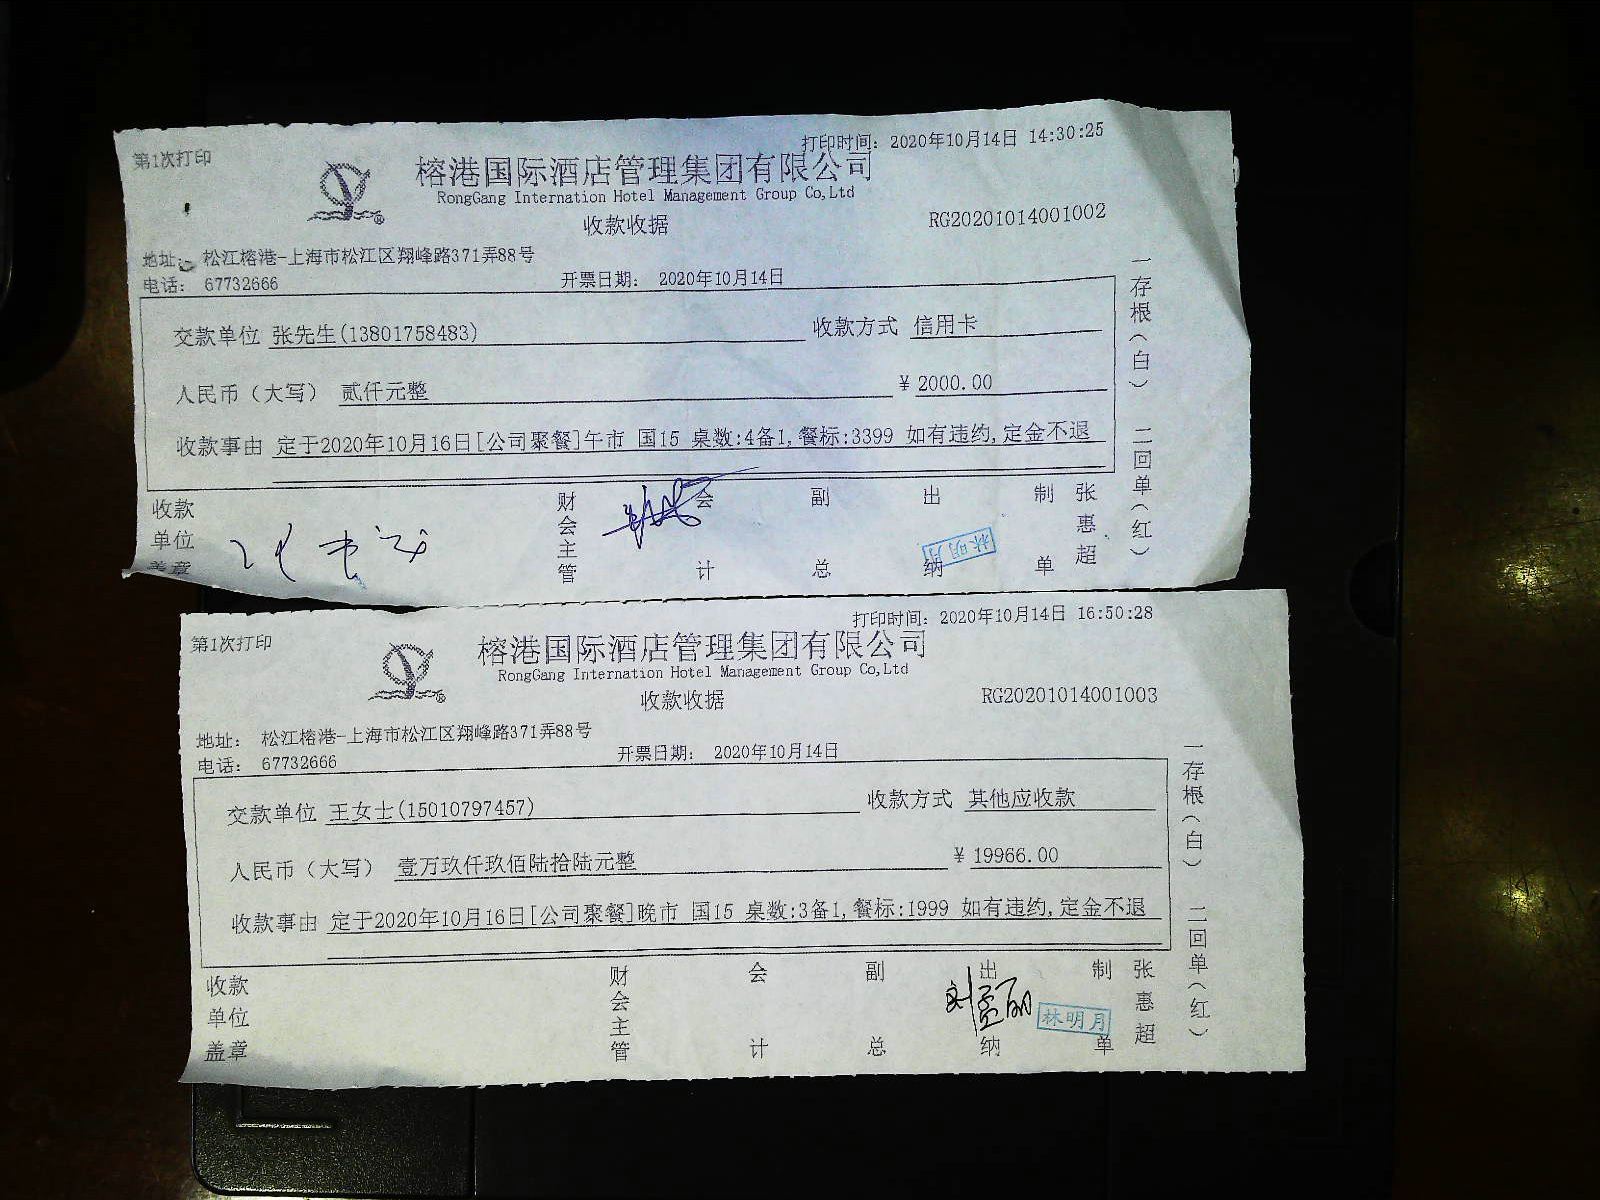 第1次打印
打印时间: 2020年10月14日 14:30:25
榕港国际酒店管理集团有限公司
RongGang Internation Hotel Management Group Co,Ltd
收款收据
RG20201014001002
地址: 松江榕港-上海市松江区翔峰路371弄88号
电话: 67732666
开票日期: 2020年10月14日
交款单位 张先生(13801758483) 收款方式 信用卡
人民币(大写) 贰仟元整 ¥ 2000.00
收款事由 定于2020年10月16日[公司聚餐]午市 国15 桌数:4备1,餐标:3399 如有违约,定金不退
收款单位盖章 财会主管 会计 副总 出纳 制单 张惠超
林明月
一存根(白) 二回单(红)
第1次打印
打印时间: 2020年10月14日 16:50:28
榕港国际酒店管理集团有限公司
RongGang Internation Hotel Management Group Co,Ltd
收款收据
RG20201014001003
地址: 松江榕港-上海市松江区翔峰路371弄88号
电话: 67732666
开票日期: 2020年10月14日
交款单位 王女士(15010797457) 收款方式 其他应收款
人民币(大写) 壹万玖仟玖佰陆拾陆元整 ¥ 19966.00
收款事由 定于2020年10月16日[公司聚餐]晚市 国15 桌数:3备1,餐标:1999 如有违约,定金不退
收款单位盖章 财会主管 会计 副总 出纳 制单 张惠超
林明月
一存根(白) 二回单(红)